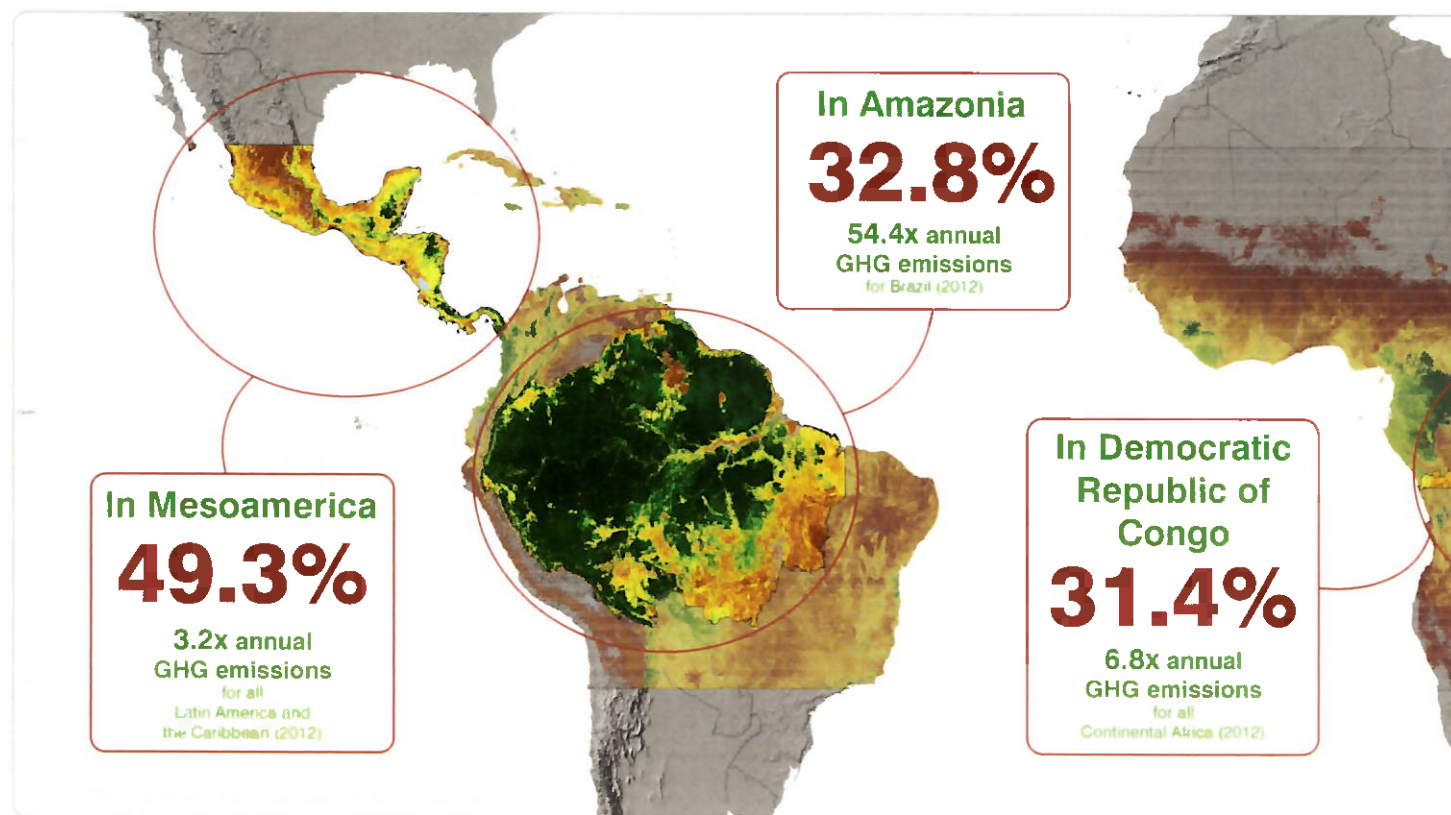 In Amazonia
32.8%
54.4x annual
GHG emissions
for Brazil (2012)
In Mesoamerica
49.3%
3.2x annual
GHG emissions
for all
Latin America and
the Caribbean (2012)
In Democratic
Republic of
Congo
31.4%
6.8x annual
GHG emissions
for all
Continental Africa (2012)